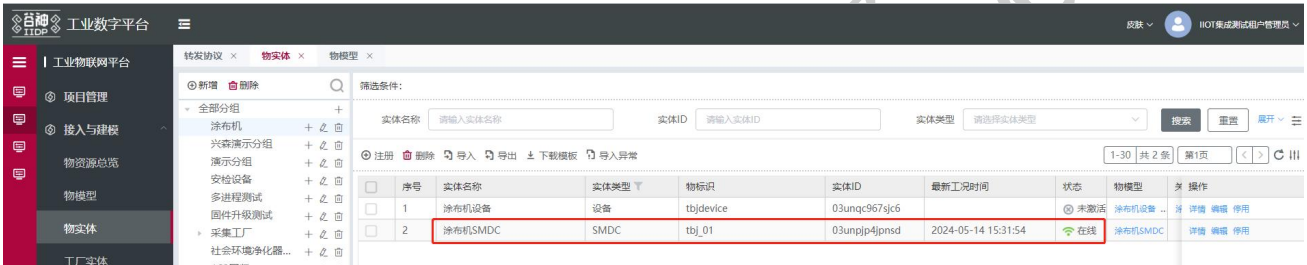 谷神 IIDP 工业数字平台 皮肤 IIOT集成测试租户管理员
工业物联网平台
项目管理
接入与建模
物资源总览
物模型
物实体
工厂实体
转发协议 × 物实体 × 物模型 ×
新增 删除
全部分组
涂布机
兴森演示分组
演示分组
安检设备
多进程测试
固件升级测试
采集工厂
社会环境净化器...
筛选条件:
实体名称 请输入实体名称 实体ID 请输入实体ID 实体类型 请选择实体类型 搜索 重置 展开
注册 删除 导入 导出 下载模板 导入异常 1-30 共 2 条 第1页
序号 实体名称 实体类型 物标识 实体ID 最新工况时间 状态 物模型 关 操作
1 涂布机设备 设备 tbjdevice 03unqc967sjc6 未激活 涂布机设备 .. 涂 详情 编辑 停用
2 涂布机SMDC SMDC tbj_01 03unpjp4jpnsd 2024-05-14 15:31:54 在线 涂布机SMDC 详情 编辑 停用